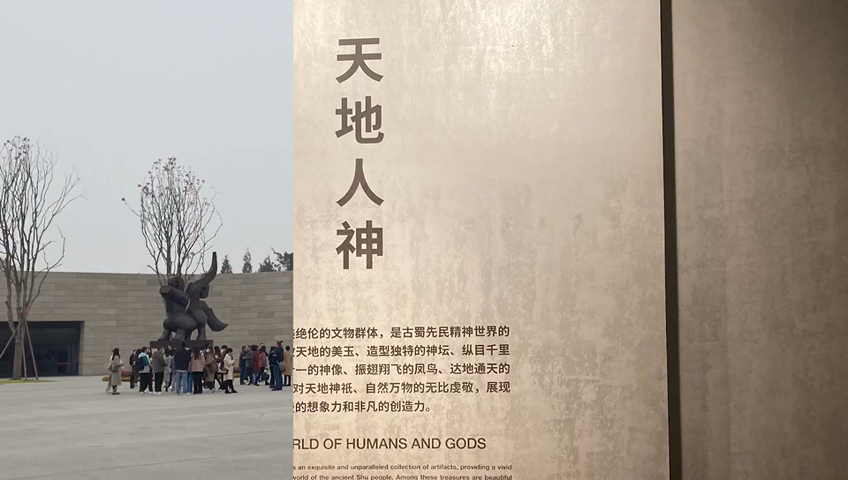 天地人神
绝伦的文物群体，是古蜀先民精神世界的
天地的美玉、造型独特的神坛、纵目千里
一的神像、振翅翔飞的凤鸟、达地通天的
对天地神祇、自然万物的无比虔敬，展现
的想象力和非凡的创造力。
RLD OF HUMANS AND GODS
s an exquisite and unparalleled collection of artifacts, providing a vivid
world of the ancient Shu people. Among these treasures are beautiful